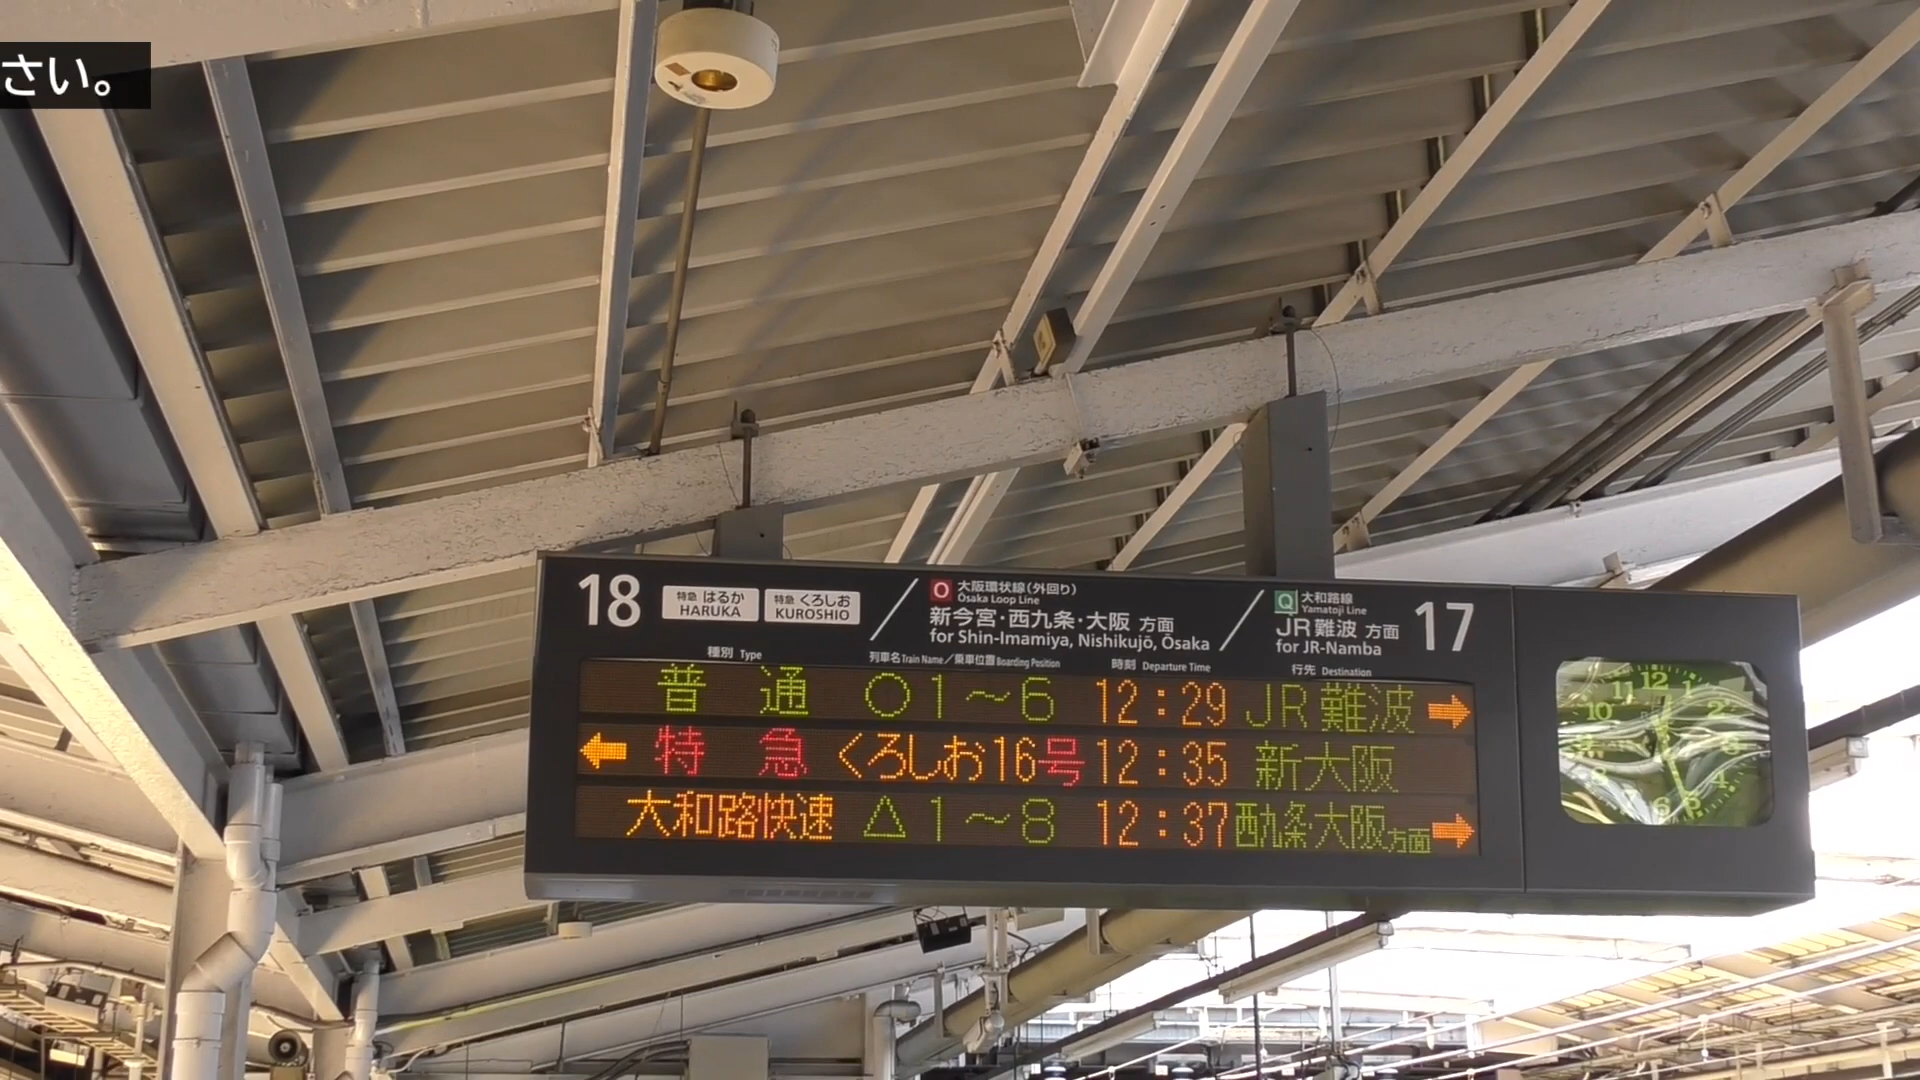 さい。
18 特急 はるか HARUKA 特急 くろしお KUROSHIO
O 大阪環状線(外回り)
Ōsaka Loop Line
新今宮・西九条・大阪 方面
for Shin-Imamiya, Nishikujō, Ōsaka
Q 大和路線
Yamatoji Line
JR難波 方面
for JR-Namba
17
種別 Type 列車名 Train Name/乗車位置 Boarding Position 時刻 Departure Time 行先 Destination
普 通 ○1~6 12:29 JR難波 →
← 特 急 くろしお16号 12:35 新大阪
大和路快速 △1~8 12:37 西九条大阪方面 →